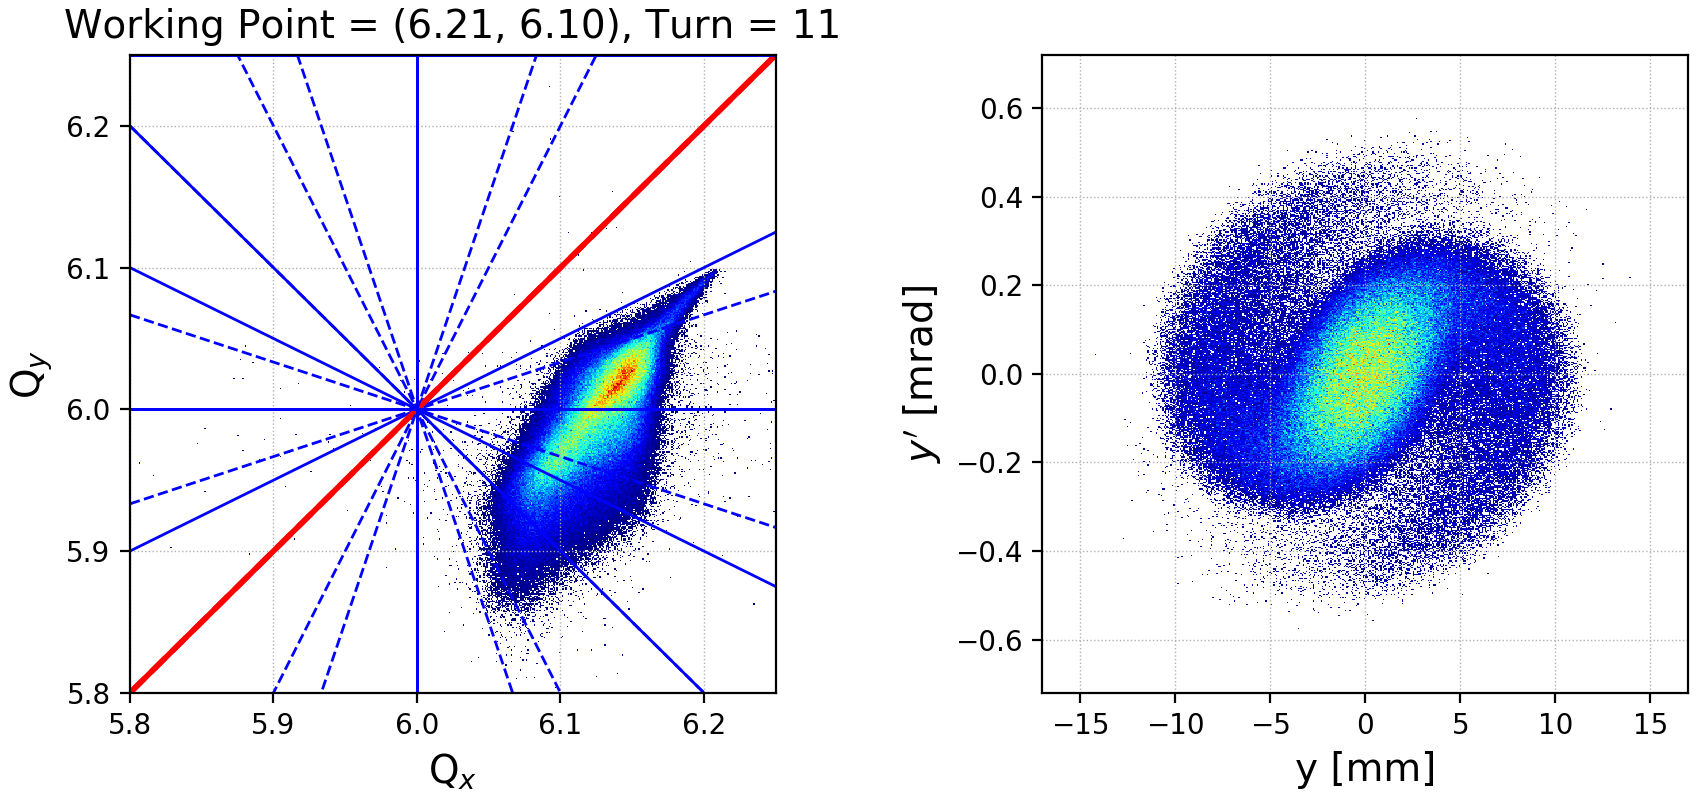 Working Point = (6.21, 6.10), Turn = 11
6.2
6.1
6.0
5.9
5.8
Q_y
5.8 5.9 6.0 6.1 6.2
Q_x
0.6
0.4
0.2
0.0
−0.2
−0.4
−0.6
y′ [mrad]
−15 −10 −5 0 5 10 15
y [mm]